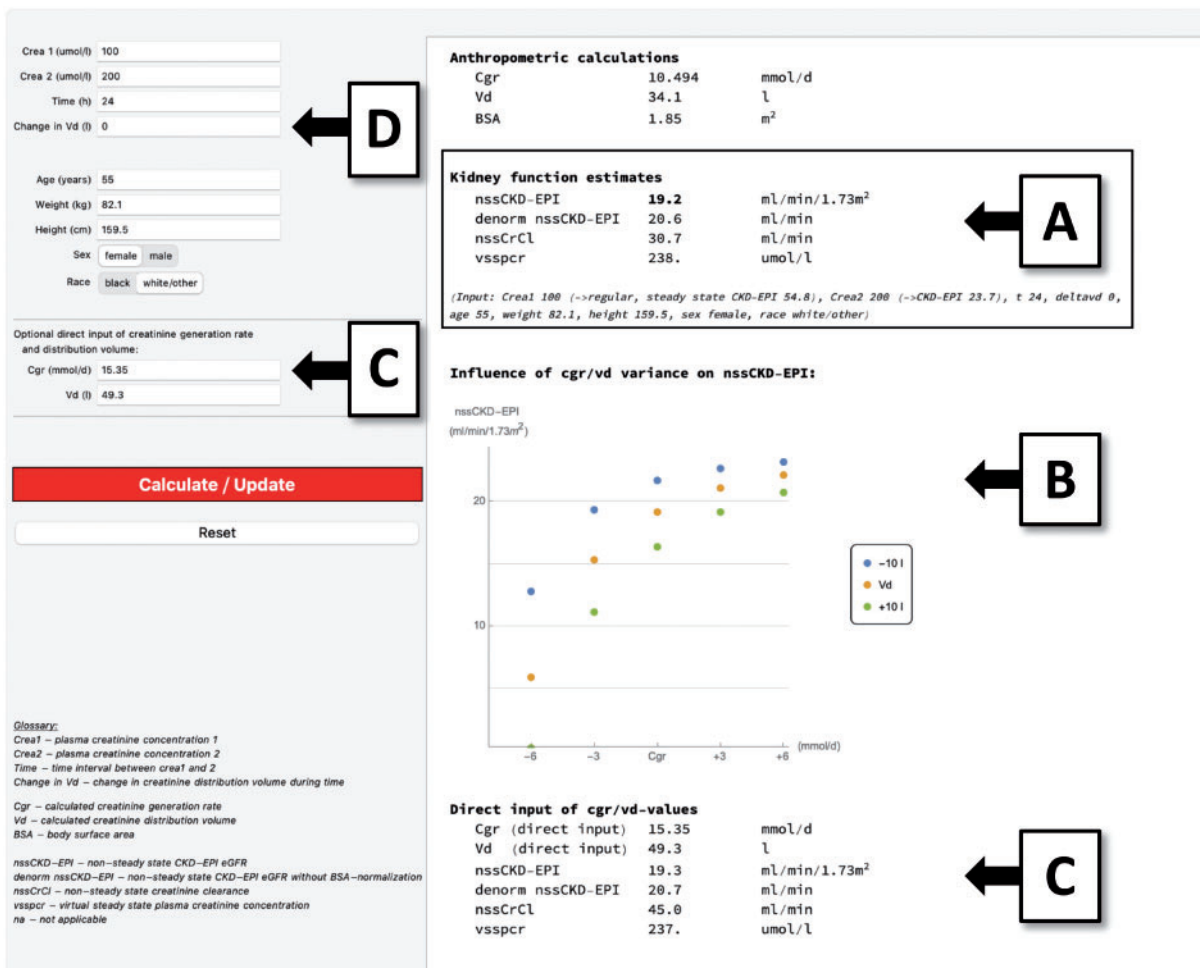 Crea 1 (umol/l) 100
Crea 2 (umol/l) 200
Time (h) 24
Change in Vd (l) 0
D
Age (years) 55
Weight (kg) 82.1
Height (cm) 159.5
Sex female male
Race black white/other
Optional direct input of creatinine generation rate
and distribution volume:
Cgr (mmol/d) 15.35
Vd (l) 49.3
C
Calculate / Update
Reset
Glossary:
Crea1 – plasma creatinine concentration 1
Crea2 – plasma creatinine concentration 2
Time – time interval between crea1 and 2
Change in Vd – change in creatinine distribution volume during time
Cgr – calculated creatinine generation rate
Vd – calculated creatinine distribution volume
BSA – body surface area
nssCKD-EPI – non-steady state CKD-EPI eGFR
denorm nssCKD-EPI – non-steady state CKD-EPI eGFR without BSA-normalization
nssCrCl – non-steady state creatinine clearance
vsspcr – virtual steady state plasma creatinine concentration
na – not applicable
Anthropometric calculations
Cgr 10.494 mmol/d
Vd 34.1 l
BSA 1.85 m²
Kidney function estimates
nssCKD-EPI 19.2 ml/min/1.73m²
denorm nssCKD-EPI 20.6 ml/min
nssCrCl 30.7 ml/min
vsspcr 238. umol/l
(Input: Crea1 100 (->regular, steady state CKD-EPI 54.8), Crea2 200 (->CKD-EPI 23.7), t 24, deltavd 0,
age 55, weight 82.1, height 159.5, sex female, race white/other)
A
Influence of cgr/vd variance on nssCKD-EPI:
nssCKD-EPI
(ml/min/1.73m²)
20
10
-6 -3 Cgr +3 +6 (mmol/d)
-10 l
Vd
+10 l
B
Direct input of cgr/vd-values
Cgr (direct input) 15.35 mmol/d
Vd (direct input) 49.3 l
nssCKD-EPI 19.3 ml/min/1.73m²
denorm nssCKD-EPI 20.7 ml/min
nssCrCl 45.0 ml/min
vsspcr 237. umol/l
C